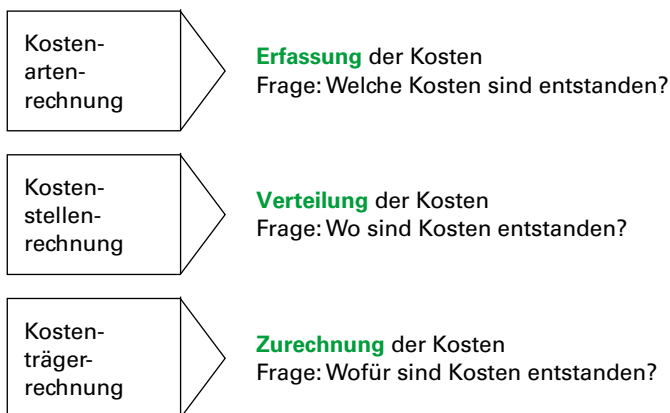 Kosten-
arten-
rechnung
Erfassung der Kosten
Frage: Welche Kosten sind entstanden?
Kosten-
stellen-
rechnung
Verteilung der Kosten
Frage: Wo sind Kosten entstanden?
Kosten-
träger-
rechnung
Zurechnung der Kosten
Frage: Wofür sind Kosten entstanden?